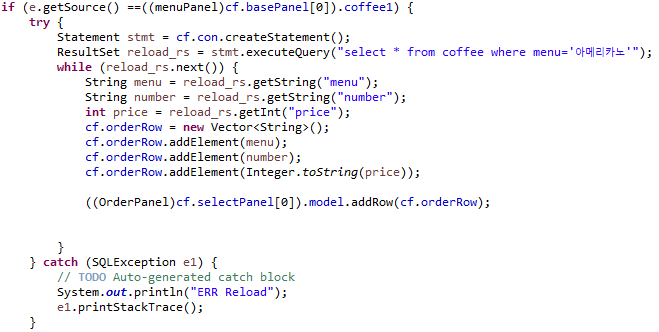 if (e.getSource() ==((menuPanel)cf.basePanel[0]).coffee1) {
    try {
        Statement stmt = cf.con.createStatement();
        ResultSet reload_rs = stmt.executeQuery("select * from coffee where menu='아메리카노'");
        while (reload_rs.next()) {
            String menu = reload_rs.getString("menu");
            String number = reload_rs.getString("number");
            int price = reload_rs.getInt("price");
            cf.orderRow = new Vector<String>();
            cf.orderRow.addElement(menu);
            cf.orderRow.addElement(number);
            cf.orderRow.addElement(Integer.toString(price));
            ((OrderPanel)cf.selectPanel[0]).model.addRow(cf.orderRow);
        }
    } catch (SQLException e1) {
        // TODO Auto-generated catch block
        System.out.println("ERR Reload");
        e1.printStackTrace();
    }